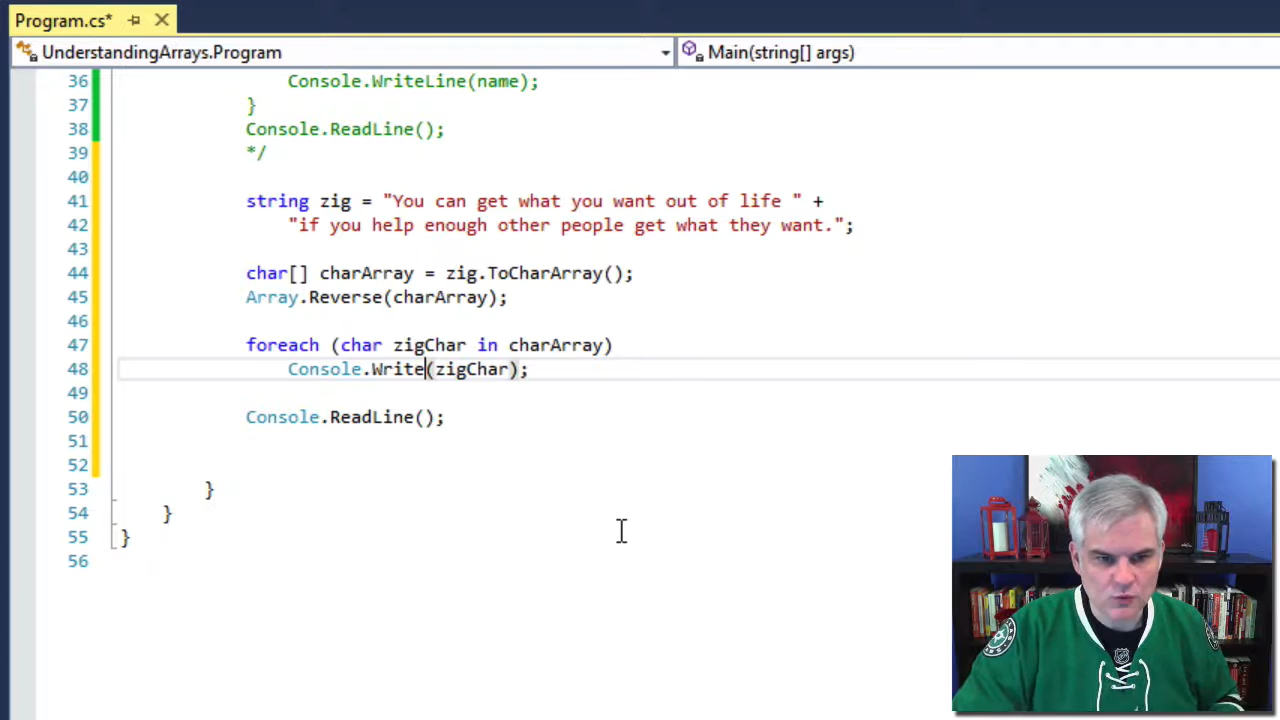 Program.cs*
UnderstandingArrays.Program
Main(string[] args)
36 Console.WriteLine(name);
37 }
38 Console.ReadLine();
39 */
40
41 string zig = "You can get what you want out of life " +
42 "if you help enough other people get what they want.";
43
44 char[] charArray = zig.ToCharArray();
45 Array.Reverse(charArray);
46
47 foreach (char zigChar in charArray)
48 Console.Write(zigChar);
49
50 Console.ReadLine();
51
52
53 }
54 }
55 }
56